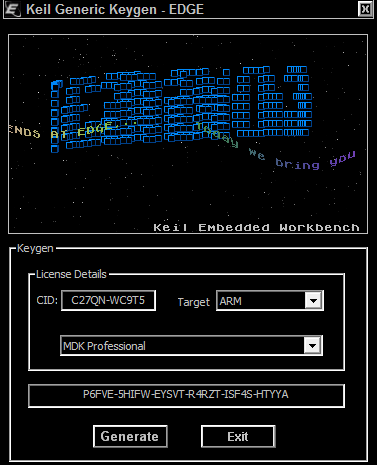 Keil Generic Keygen - EDGE
ENDS AT EDGE...
today we bring you
Keil Embedded Workbench
Keygen
License Details
CID: C27QN-WC9T5 Target ARM
MDK Professional
P6FVE-5HIFW-EYSVT-R4RZT-ISF4S-HTYYA
Generate Exit